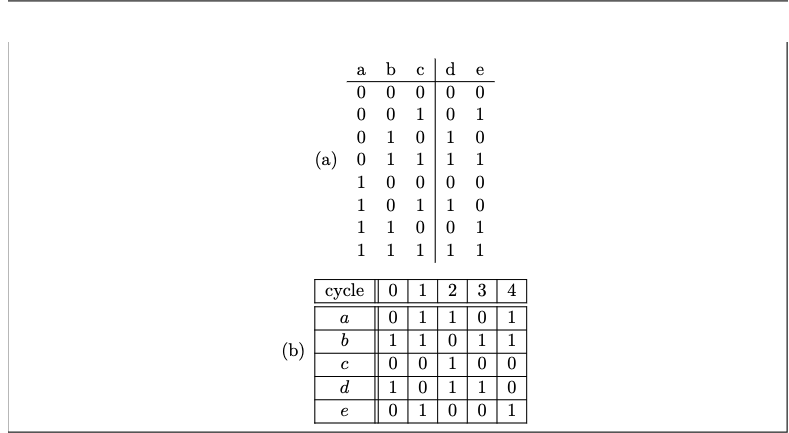 a b c d e
0 0 0 0 0
0 0 1 0 1
0 1 0 1 0
(a) 0 1 1 1 1
1 0 0 0 0
1 0 1 1 0
1 1 0 0 1
1 1 1 1 1
cycle 0 1 2 3 4
a 0 1 1 0 1
b 1 1 0 1 1
(b)
c 0 0 1 0 0
d 1 0 1 1 0
e 0 1 0 0 1